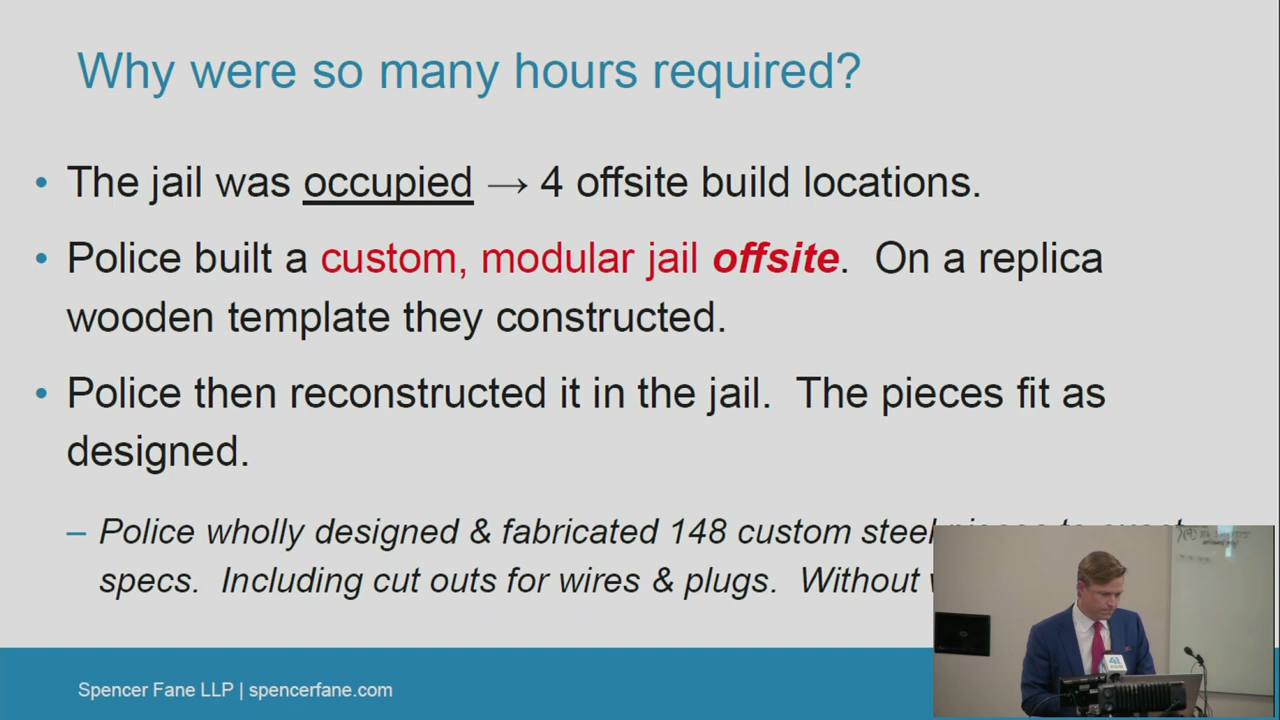 Why were so many hours required?
• The jail was occupied → 4 offsite build locations.
• Police built a custom, modular jail offsite. On a replica
wooden template they constructed.
• Police then reconstructed it in the jail. The pieces fit as
designed.
– Police wholly designed & fabricated 148 custom steel
specs. Including cut outs for wires & plugs. Without
Spencer Fane LLP | spencerfane.com
41